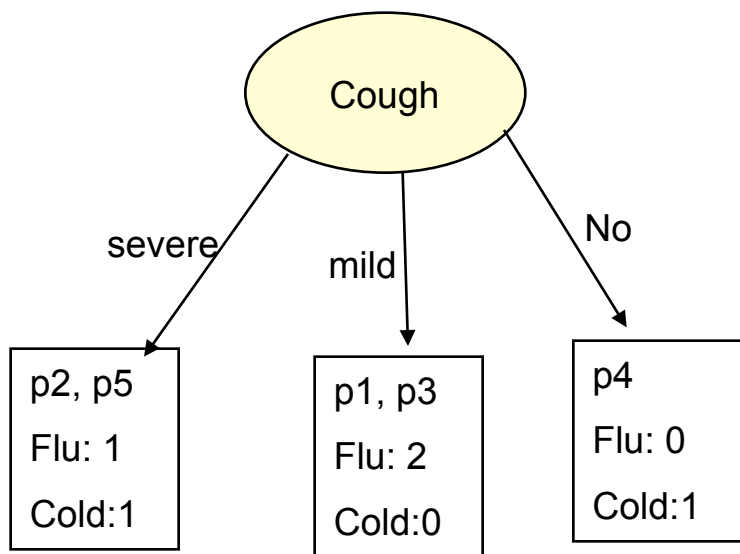 Cough
severe
mild
No
p2, p5
Flu: 1
Cold:1
p1, p3
Flu: 2
Cold:0
p4
Flu: 0
Cold:1